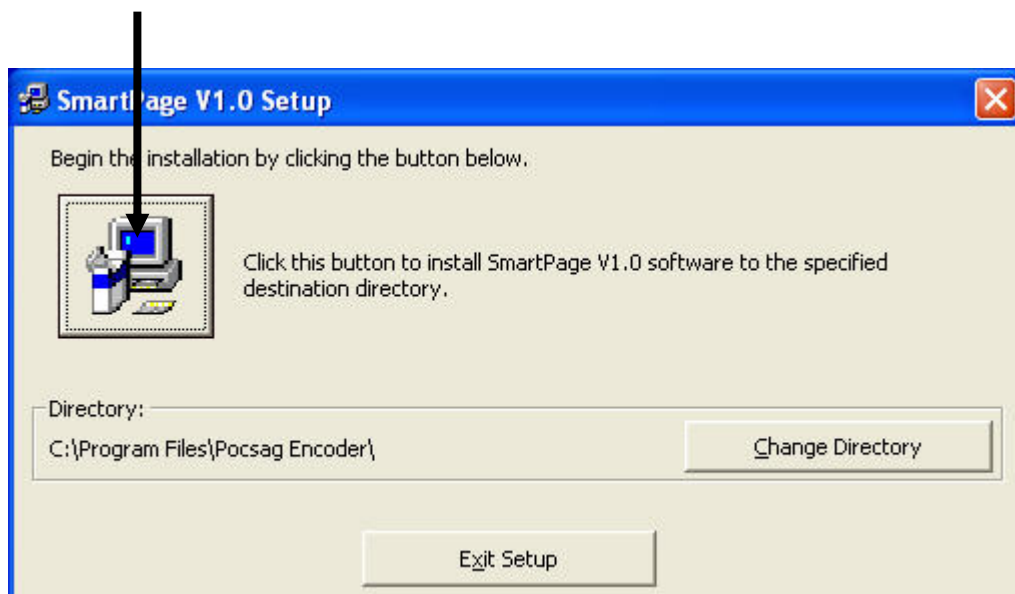 SmartPage V1.0 Setup
Begin the installation by clicking the button below.
Click this button to install SmartPage V1.0 software to the specified
destination directory.
Directory:
C:\Program Files\Pocsag Encoder\
Change Directory
Exit Setup